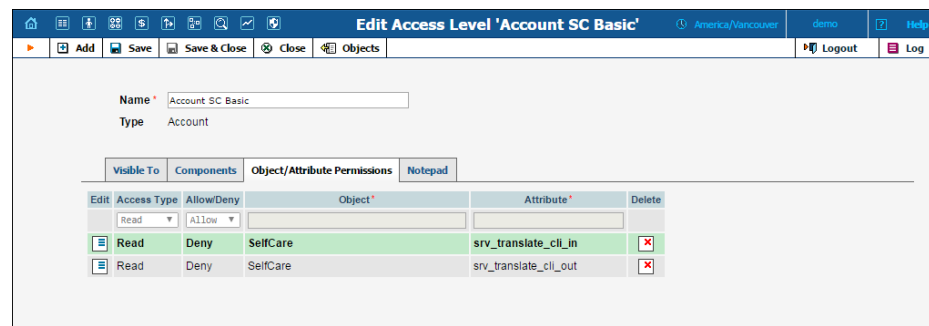 Edit Access Level 'Account SC Basic' America/Vancouver demo ? Help
Add Save Save & Close Close Objects Logout Log
Name * Account SC Basic
Type Account
Visible To Components Object/Attribute Permissions Notepad
Edit Access Type Allow/Deny Object * Attribute * Delete
Read Allow
Read Deny SelfCare srv_translate_cli_in
Read Deny SelfCare srv_translate_cli_out